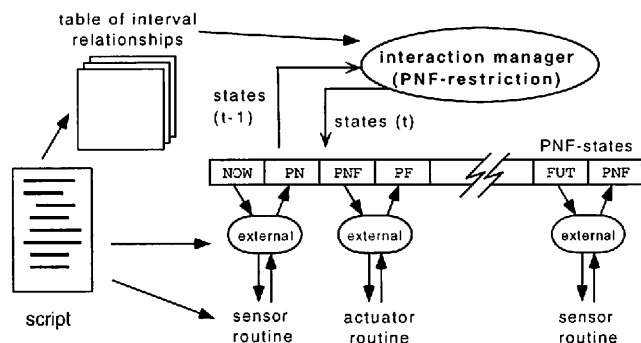 table of interval
relationships
interaction manager
(PNF-restriction)
states
(t-1)
states (t)
PNF-states
NOW PN PNF PF FUT PNF
external external external
script
sensor
routine
actuator
routine
sensor
routine